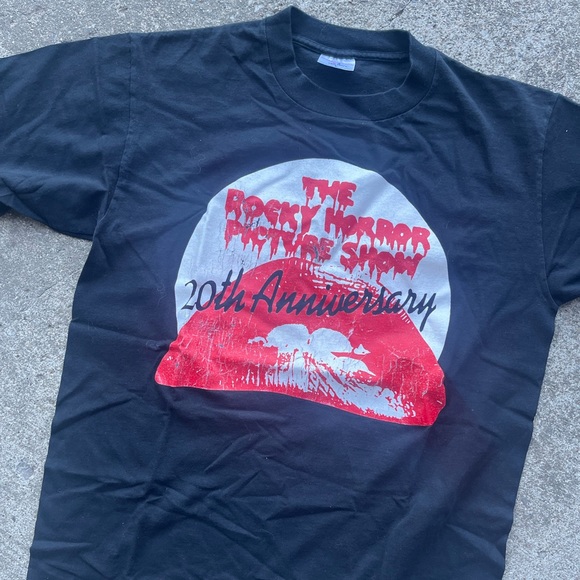 THE
ROCKY HORROR
PICTURE SHOW
20th Anniversary